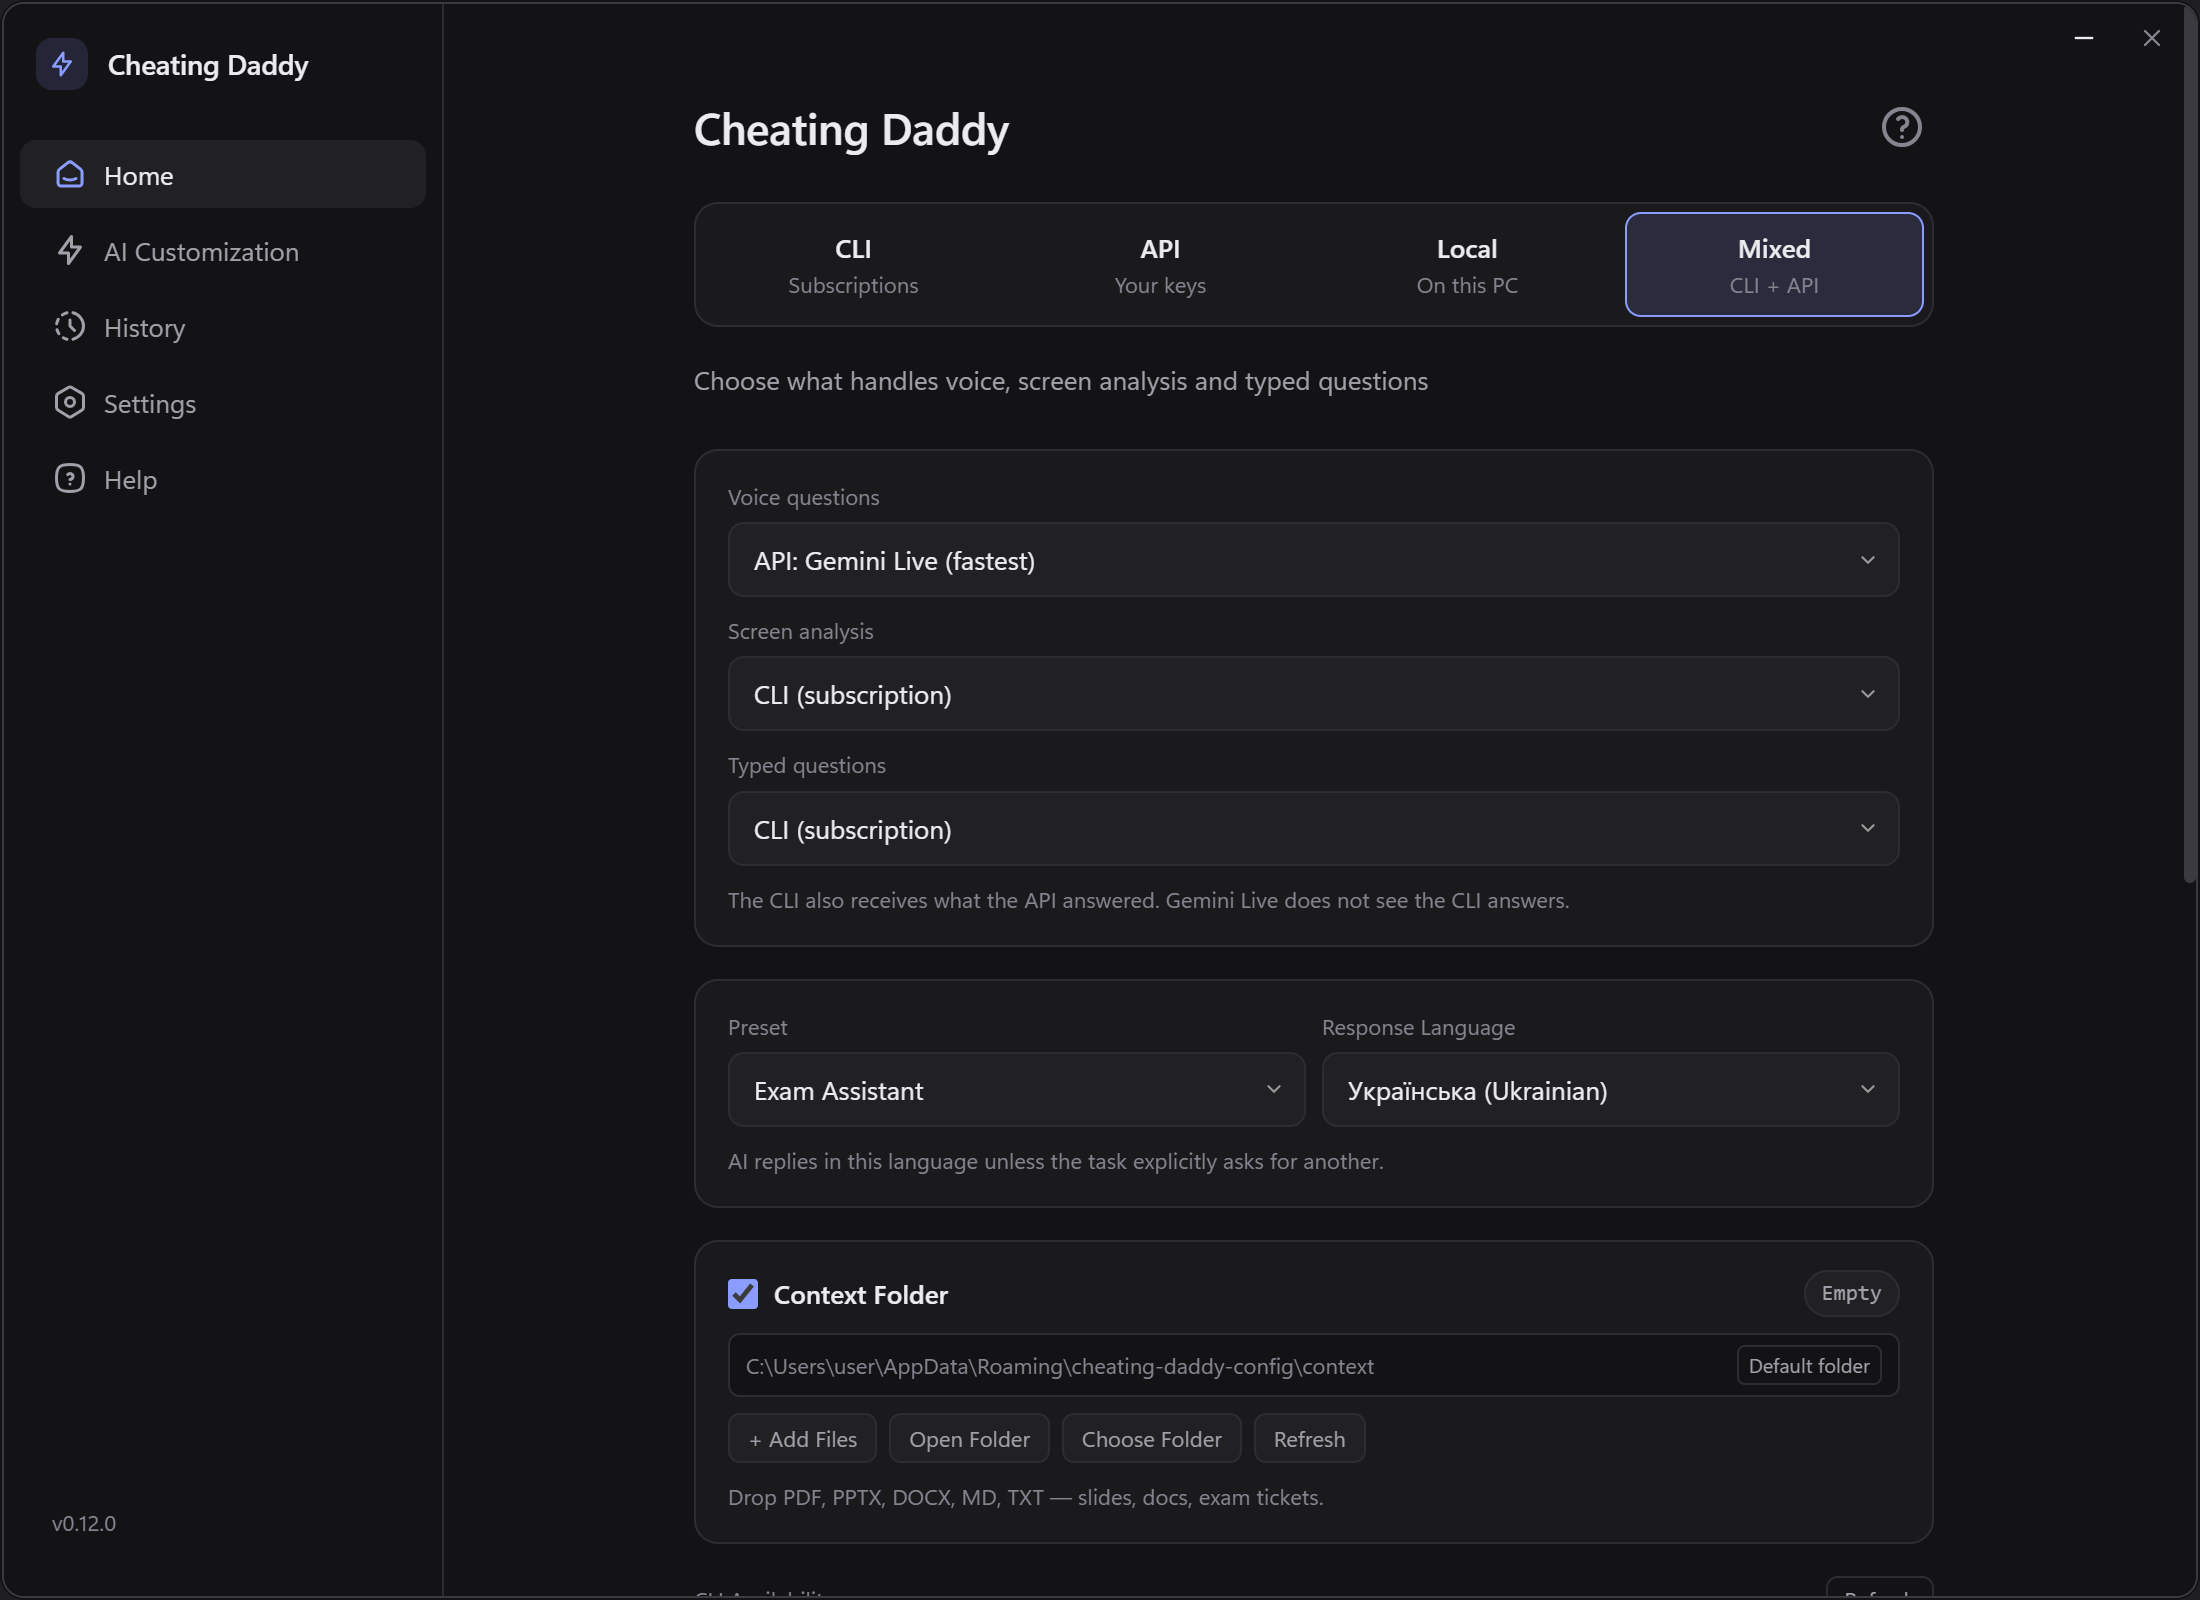 Cheating Daddy
Home
AI Customization
History
Settings
Help
v0.12.0
Cheating Daddy
CLI
Subscriptions
API
Your keys
Local
On this PC
Mixed
CLI + API
Choose what handles voice, screen analysis and typed questions
Voice questions
API: Gemini Live (fastest)
Screen analysis
CLI (subscription)
Typed questions
CLI (subscription)
The CLI also receives what the API answered. Gemini Live does not see the CLI answers.
Preset
Exam Assistant
Response Language
Українська (Ukrainian)
AI replies in this language unless the task explicitly asks for another.
Context Folder
Empty
C:\Users\user\AppData\Roaming\cheating-daddy-config\context
Default folder
+ Add Files
Open Folder
Choose Folder
Refresh
Drop PDF, PPTX, DOCX, MD, TXT — slides, docs, exam tickets.